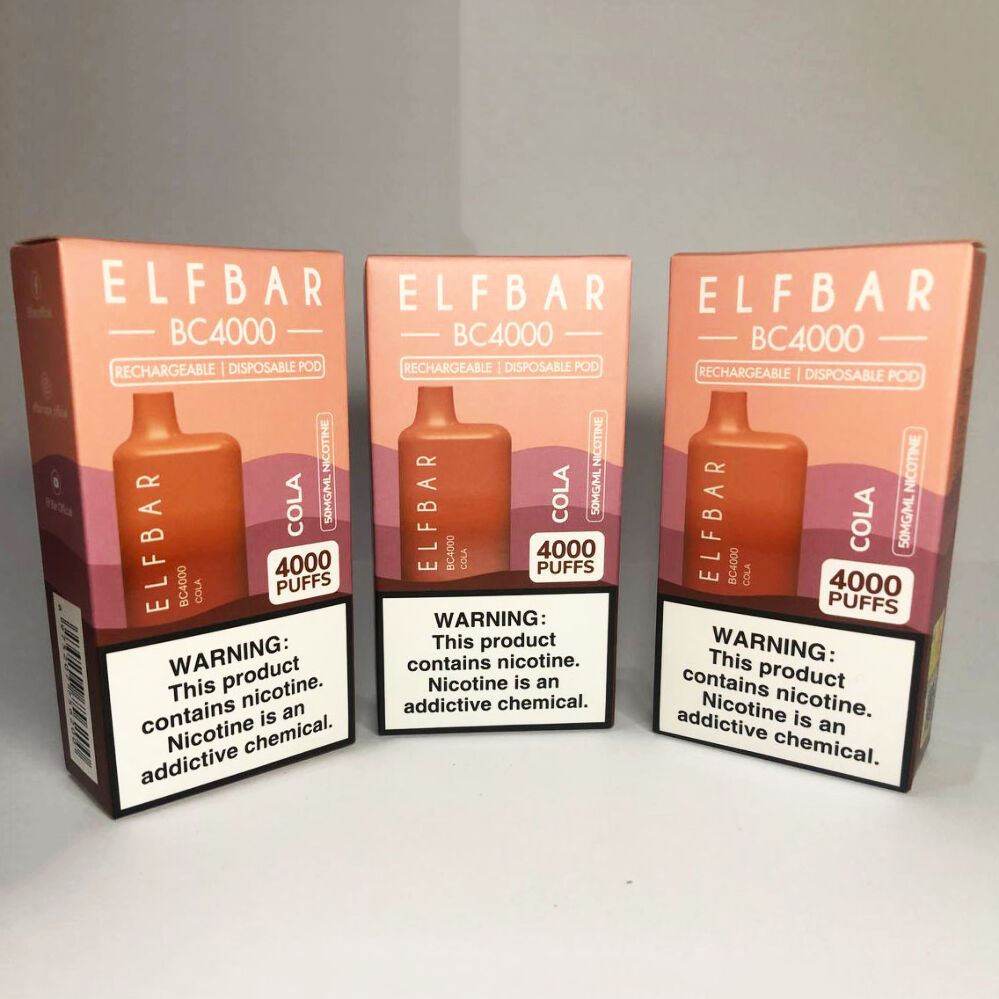 ELFBAR
BC4000
RECHARGEABLE | DISPOSABLE POD
ELFBAR
BC4000
COLA
COLA
50MG/ML NICOTINE
4000
PUFFS
WARNING:
This product
contains nicotine.
Nicotine is an
addictive chemical.
ELFBAR
BC4000
RECHARGEABLE | DISPOSABLE POD
ELFBAR
BC4000
COLA
COLA
50MG/ML NICOTINE
4000
PUFFS
WARNING:
This product
contains nicotine.
Nicotine is an
addictive chemical.
ELFBAR
BC4000
RECHARGEABLE | DISPOSABLE POD
ELFBAR
BC4000
COLA
COLA
50MG/ML NICOTINE
4000
PUFFS
WARNING:
This product
contains nicotine.
Nicotine is an
addictive chemical.